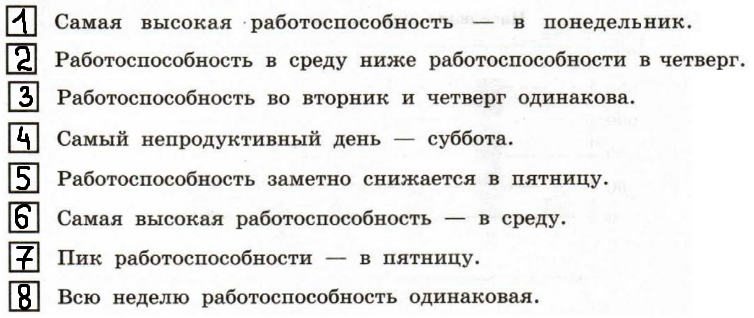 1 Самая высокая работоспособность — в понедельник.
2 Работоспособность в среду ниже работоспособности в четверг.
3 Работоспособность во вторник и четверг одинакова.
4 Самый непродуктивный день — суббота.
5 Работоспособность заметно снижается в пятницу.
6 Самая высокая работоспособность — в среду.
7 Пик работоспособности — в пятницу.
8 Всю неделю работоспособность одинаковая.